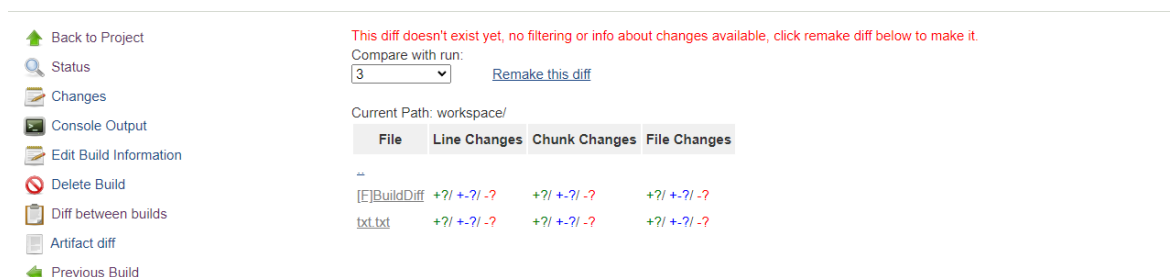 Back to Project
Status
Changes
Console Output
Edit Build Information
Delete Build
Diff between builds
Artifact diff
Previous Build
This diff doesn't exist yet, no filtering or info about changes available, click remake diff below to make it.
Compare with run:
3 Remake this diff
Current Path: workspace/
File Line Changes Chunk Changes File Changes
..
[F]BuildDiff +?/ +-?/ -? +?/ +-?/ -? +?/ +-?/ -?
txt.txt +?/ +-?/ -? +?/ +-?/ -? +?/ +-?/ -?